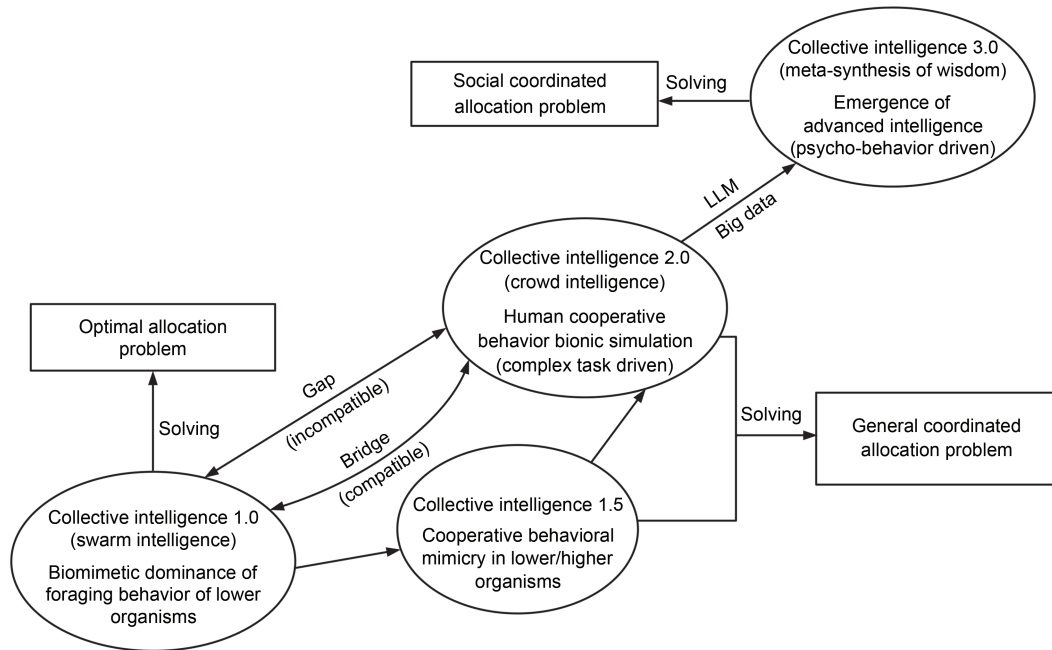 Collective intelligence 3.0
(meta-synthesis of wisdom)
Emergence of
advanced intelligence
(psycho-behavior driven)
Solving
Social coordinated
allocation problem
LLM
Big data
Collective intelligence 2.0
(crowd intelligence)
Human cooperative
behavior bionic simulation
(complex task driven)
Optimal allocation
problem
Solving
Gap
(incompatible)
Bridge
(compatible)
Solving
General coordinated
allocation problem
Collective intelligence 1.5
Cooperative behavioral
mimicry in lower/higher
organisms
Collective intelligence 1.0
(swarm intelligence)
Biomimetic dominance of
foraging behavior of lower
organisms